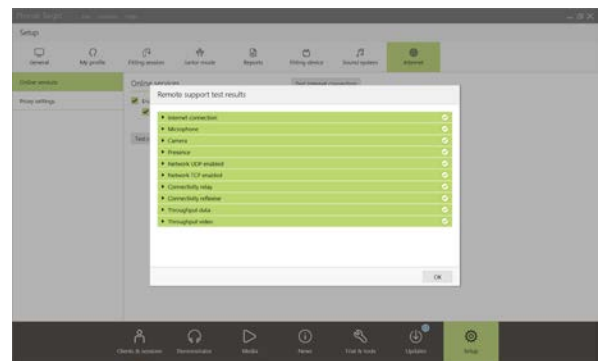 Phonak Target
Setup
General
My profile
Fitting session
Junior mode
Reports
Fitting device
Sound system
Internet
Online services
Proxy settings
Online services
Test internet connection
Remote support test results
Internet connection
Microphone
Camera
Presence
Network UDP enabled
Network TCP enabled
Connectivity relay
Connectivity reflexive
Throughput data
Throughput video
OK
Clients & sessions
Demonstration
Media
News
Trial & tools
Updates
Setup